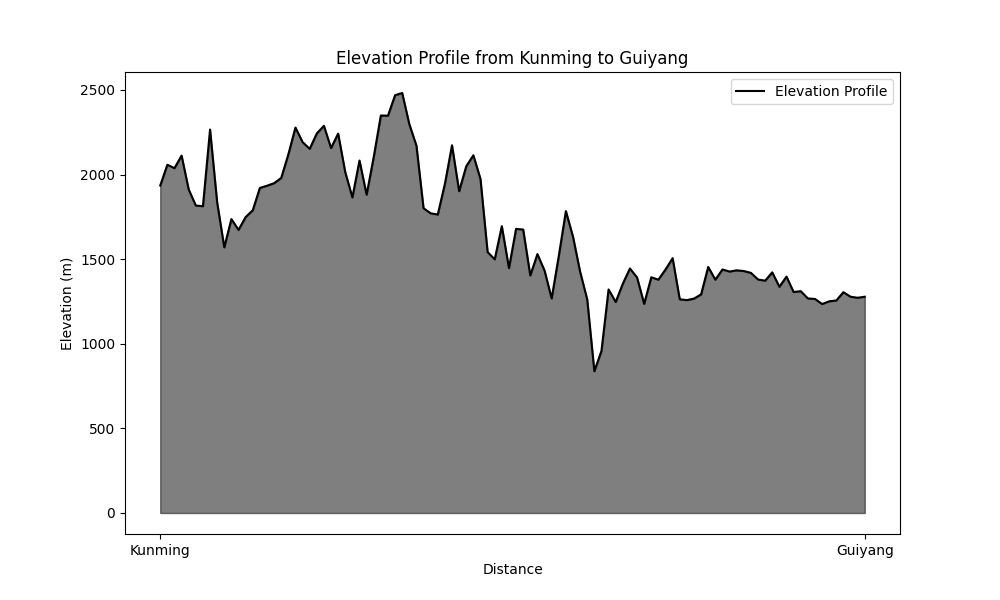 Elevation Profile from Kunming to Guiyang
Elevation Profile
Elevation (m)
2500
2000
1500
1000
500
0
Kunming
Guiyang
Distance